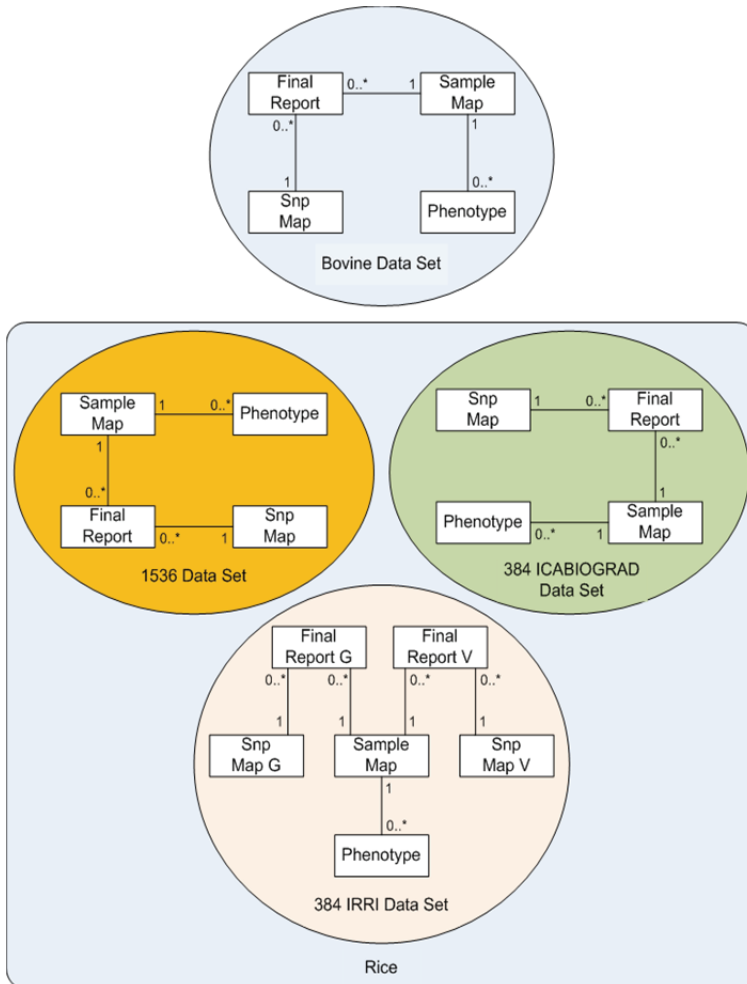 Final
Report
0..*
1
Sample
Map
0..*
1
1
0..*
Snp
Map
Phenotype
Bovine Data Set
Sample
Map
1
0..*
Phenotype
1
0..*
Final
Report
0..*
1
Snp
Map
1536 Data Set
Snp
Map
1
0..*
Final
Report
0..*
1
Phenotype
0..*
1
Sample
Map
384 ICABIOGRAD
Data Set
Final
Report G
Final
Report V
0..*
0..*
0..*
0..*
1
1
1
1
Snp
Map G
Sample
Map
Snp
Map V
1
0..*
Phenotype
384 IRRI Data Set
Rice